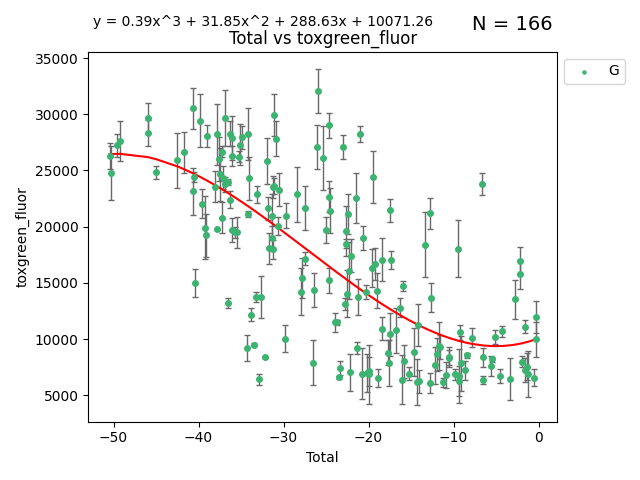 y = 0.39x^3 + 31.85x^2 + 288.63x + 10071.26
N = 166
Total vs toxgreen_fluor
35000
30000
25000
20000
15000
10000
5000
toxgreen_fluor
G
−50
−40
−30
−20
−10
0
Total